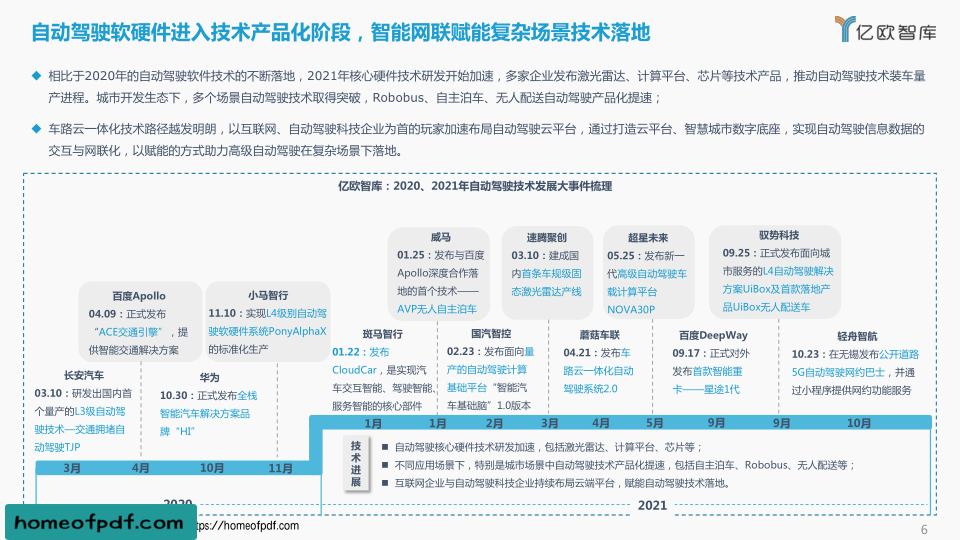 自动驾驶软硬件进入技术产品化阶段，智能网联赋能复杂场景技术落地
亿欧智库
相比于2020年的自动驾驶软件技术的不断落地，2021年核心硬件技术研发开始加速，多家企业发布激光雷达、计算平台、芯片等技术产品，推动自动驾驶技术装车量
产进程。城市开发生态下，多个场景自动驾驶技术取得突破，Robobus、自主泊车、无人配送自动驾驶产品化提速；
车路云一体化技术路径越发明朗，以互联网、自动驾驶科技企业为首的玩家加速布局自动驾驶云平台，通过打造云平台、智慧城市数字底座，实现自动驾驶信息数据的
交互与网联化，以赋能的方式助力高级自动驾驶在复杂场景下落地。
亿欧智库：2020、2021年自动驾驶技术发展大事件梳理
百度Apollo
04.09：正式发布
“ACE交通引擎”，提
供智能交通解决方案
小马智行
11.10：实现L4级别自动驾
驶软硬件系统PonyAlphaX
的标准化生产
威马
01.25：发布与百度
Apollo深度合作落
地的首个技术——
AVP无人自主泊车
速腾聚创
03.10：建成国
内首条车规级固
态激光雷达产线
超星未来
05.25：发布新一
代高级自动驾驶车
载计算平台
NOVA30P
驭势科技
09.25：正式发布面向城
市服务的L4自动驾驶解决
方案UiBox及首款落地产
品UiBox无人配送车
长安汽车
03.10：研发出国内首
个量产的L3级自动驾
驶技术—交通拥堵自
动驾驶TJP
华为
10.30：正式发布全栈
智能汽车解决方案品
牌“HI”
斑马智行
01.22：发布
CloudCar，是实现汽
车交互智能、驾驶智能、
服务智能的核心部件
国汽智控
02.23：发布面向量
产的自动驾驶计算
基础平台“智能汽
车基础脑”1.0版本
蘑菇车联
04.21：发布车
路云一体化自动
驾驶系统2.0
百度DeepWay
09.17：正式对外
发布首款智能重
卡——星途1代
轻舟智航
10.23：在无锡发布公开道路
5G自动驾驶网约巴士，并通
过小程序提供网约功能服务
1月 1月 2月 3月 4月 5月 9月 9月 10月
3月 4月 10月 11月
技术进展
自动驾驶核心硬件技术研发加速，包括激光雷达、计算平台、芯片等；
不同应用场景下，特别是城市场景中自动驾驶技术产品化提速，包括自主泊车、Robobus、无人配送等；
互联网企业与自动驾驶科技企业持续布局云端平台，赋能自动驾驶技术落地。
2020
2021
homeofpdf.com
ttps://homeofpdf.com
6